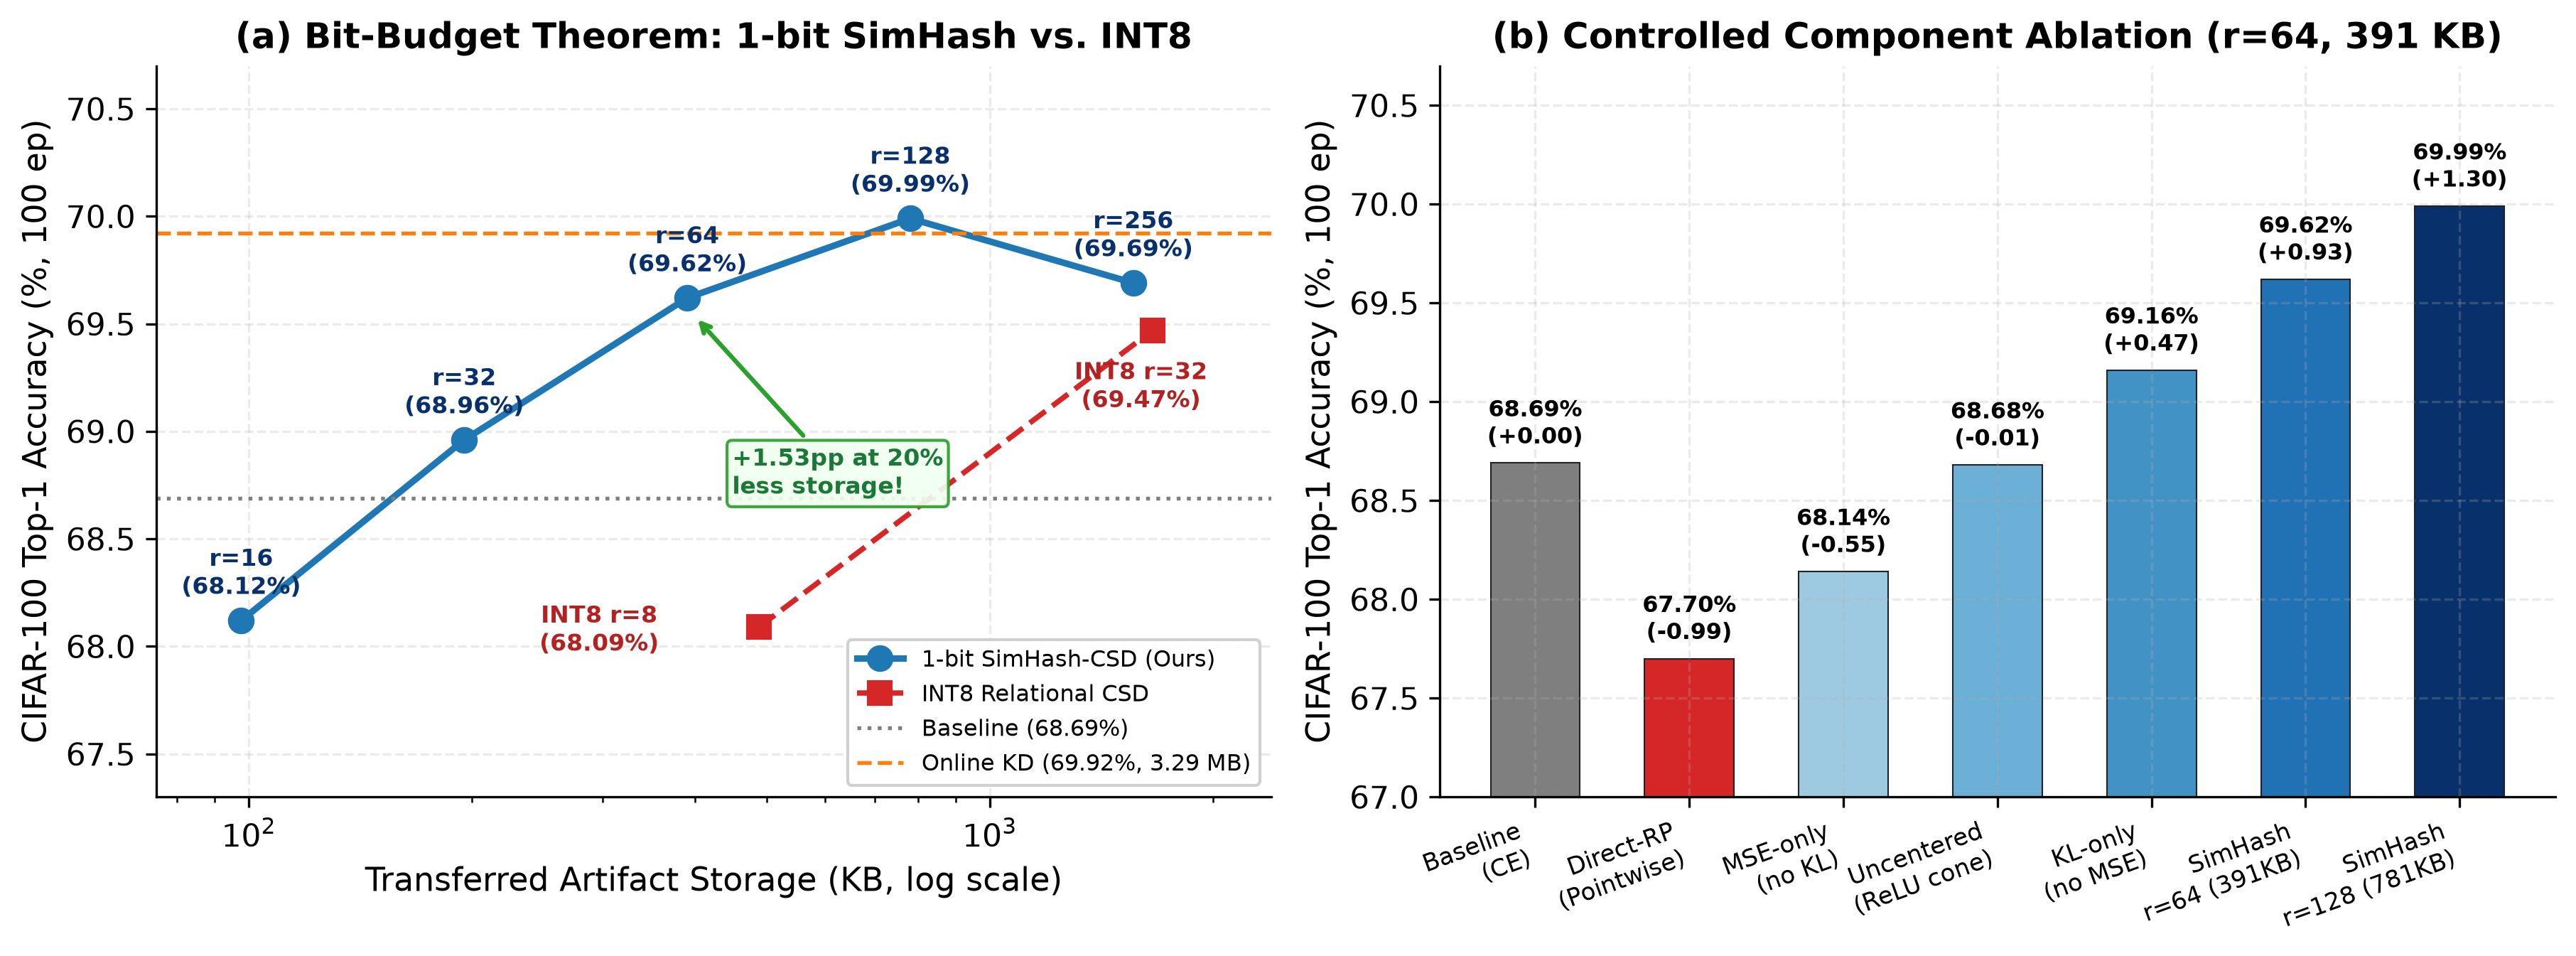 (a) Bit-Budget Theorem: 1-bit SimHash vs. INT8
CIFAR-100 Top-1 Accuracy (%, 100 ep)
70.5
70.0
69.5
69.0
68.5
68.0
67.5
r=16
(68.12%)
r=32
(68.96%)
r=64
(69.62%)
r=128
(69.99%)
r=256
(69.69%)
INT8 r=32
(69.47%)
+1.53pp at 20%
less storage!
INT8 r=8
(68.09%)
1-bit SimHash-CSD (Ours)
INT8 Relational CSD
Baseline (68.69%)
Online KD (69.92%, 3.29 MB)
10²
10³
Transferred Artifact Storage (KB, log scale)
(b) Controlled Component Ablation (r=64, 391 KB)
CIFAR-100 Top-1 Accuracy (%, 100 ep)
70.5
70.0
69.5
69.0
68.5
68.0
67.5
67.0
68.69%
(+0.00)
67.70%
(-0.99)
68.14%
(-0.55)
68.68%
(-0.01)
69.16%
(+0.47)
69.62%
(+0.93)
69.99%
(+1.30)
Baseline
(CE)
Direct-RP
(Pointwise)
MSE-only
(no KL)
Uncentered
(ReLU cone)
KL-only
(no MSE)
SimHash
r=64 (391KB)
SimHash
r=128 (781KB)